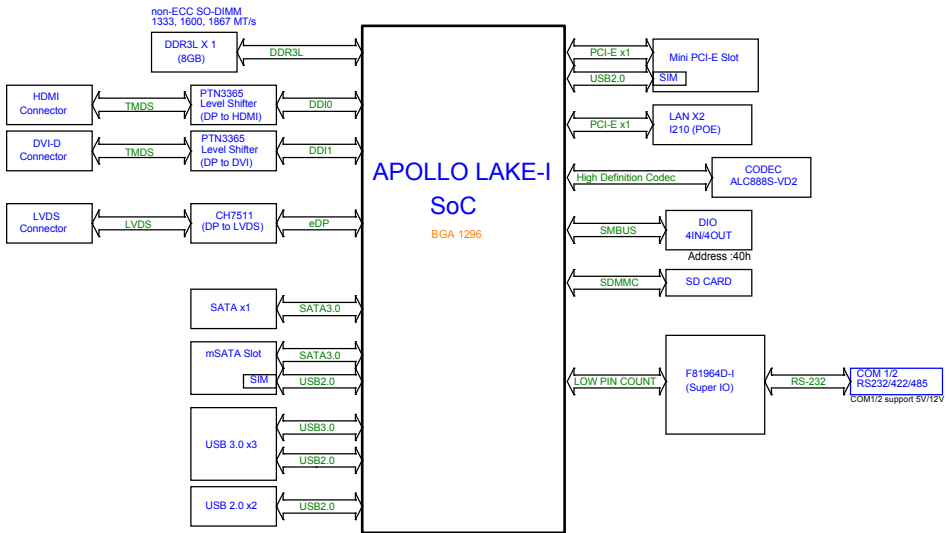 non-ECC SO-DIMM
1333, 1600, 1867 MT/s
DDR3L X 1
(8GB)
DDR3L
HDMI
Connector
TMDS
PTN3365
Level Shifter
(DP to HDMI)
DDI0
DVI-D
Connector
TMDS
PTN3365
Level Shifter
(DP to DVI)
DDI1
LVDS
Connector
LVDS
CH7511
(DP to LVDS)
eDP
SATA x1
SATA3.0
mSATA Slot
SIM
SATA3.0
USB2.0
USB 3.0 x3
USB3.0
USB2.0
USB 2.0 x2
USB2.0
APOLLO LAKE-I
SoC
BGA 1296
PCI-E x1
USB2.0
Mini PCI-E Slot
SIM
PCI-E x1
LAN X2
I210 (POE)
High Definition Codec
CODEC
ALC888S-VD2
SMBUS
DIO
4IN/4OUT
Address :40h
SDMMC
SD CARD
LOW PIN COUNT
F81964D-I
(Super IO)
RS-232
COM 1/2
RS232/422/485
COM1/2 support 5V/12V